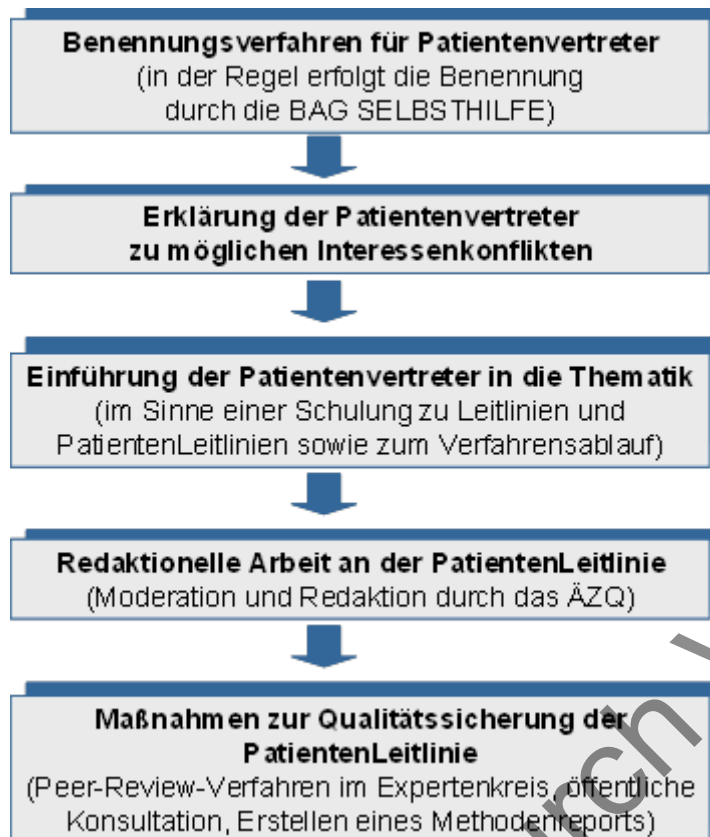 Benennungsverfahren für Patientenvertreter
(in der Regel erfolgt die Benennung
durch die BAG SELBSTHILFE)
Erklärung der Patientenvertreter
zu möglichen Interessenkonflikten
Einführung der Patientenvertreter in die Thematik
(im Sinne einer Schulung zu Leitlinien und
PatientenLeitlinien sowie zum Verfahrensablauf)
Redaktionelle Arbeit an der PatientenLeitlinie
(Moderation und Redaktion durch das ÄZQ)
Maßnahmen zur Qualitätssicherung der
PatientenLeitlinie
(Peer-Review-Verfahren im Expertenkreis, öffentliche
Konsultation, Erstellen eines Methodenreports)